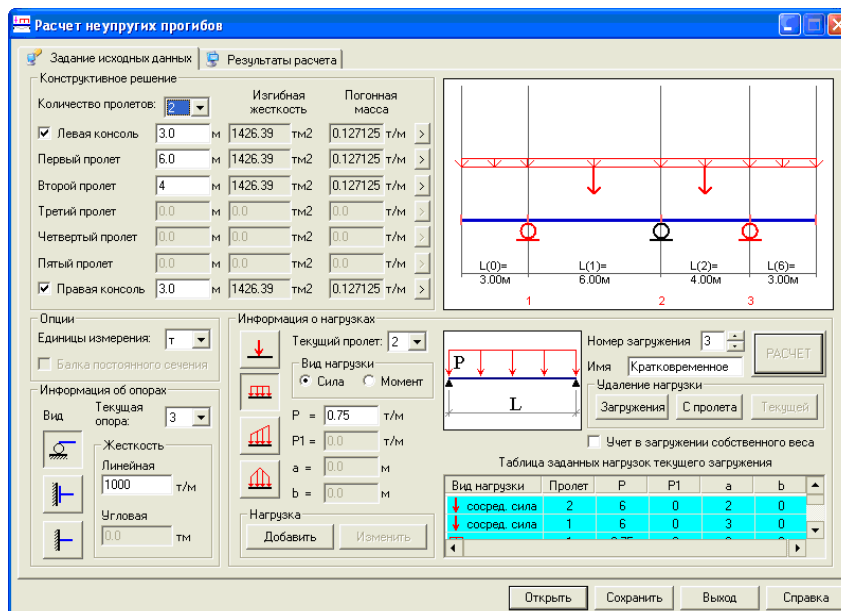 Расчет неупругих прогибов
Задание исходных данных
Результаты расчета
Конструктивное решение
Количество пролетов: 2
Изгибная жесткость
Погонная масса
Левая консоль 3.0 м 1426.39 тм2 0.127125 т/м >
Первый пролет 6.0 м 1426.39 тм2 0.127125 т/м >
Второй пролет 4 м 1426.39 тм2 0.127125 т/м >
Третий пролет 0.0 м 0.0 тм2 0.0 т/м >
Четвертый пролет 0.0 м 0.0 тм2 0.0 т/м >
Пятый пролет 0.0 м 0.0 тм2 0.0 т/м >
Правая консоль 3.0 м 1426.39 тм2 0.127125 т/м >
L(0)= L(1)= L(2)= L(6)=
3.00м 6.00м 4.00м 3.00м
1 2 3
Опции
Единицы измерения: т
Балка постоянного сечения
Информация об опорах
Вид
Текущая опора: 3
Жесткость
Линейная
1000 т/м
Угловая
0.0 тм
Информация о нагрузках
Текущий пролет: 2
Вид нагрузки
Сила Момент
P = 0.75 т/м
P1 = 0.0 т/м
a = 0.0 м
b = 0.0 м
Нагрузка
Добавить Изменить
P
L
Номер загружения 3
Имя Кратковременное
РАСЧЕТ
Удаление нагрузки
Загружения С пролета Текущей
Учет в загружении собственного веса
Таблица заданных нагрузок текущего загружения
Вид нагрузки Пролет P P1 a b
сосред. сила 2 6 0 2 0
сосред. сила 1 6 0 3 0
Открыть Сохранить Выход Справка